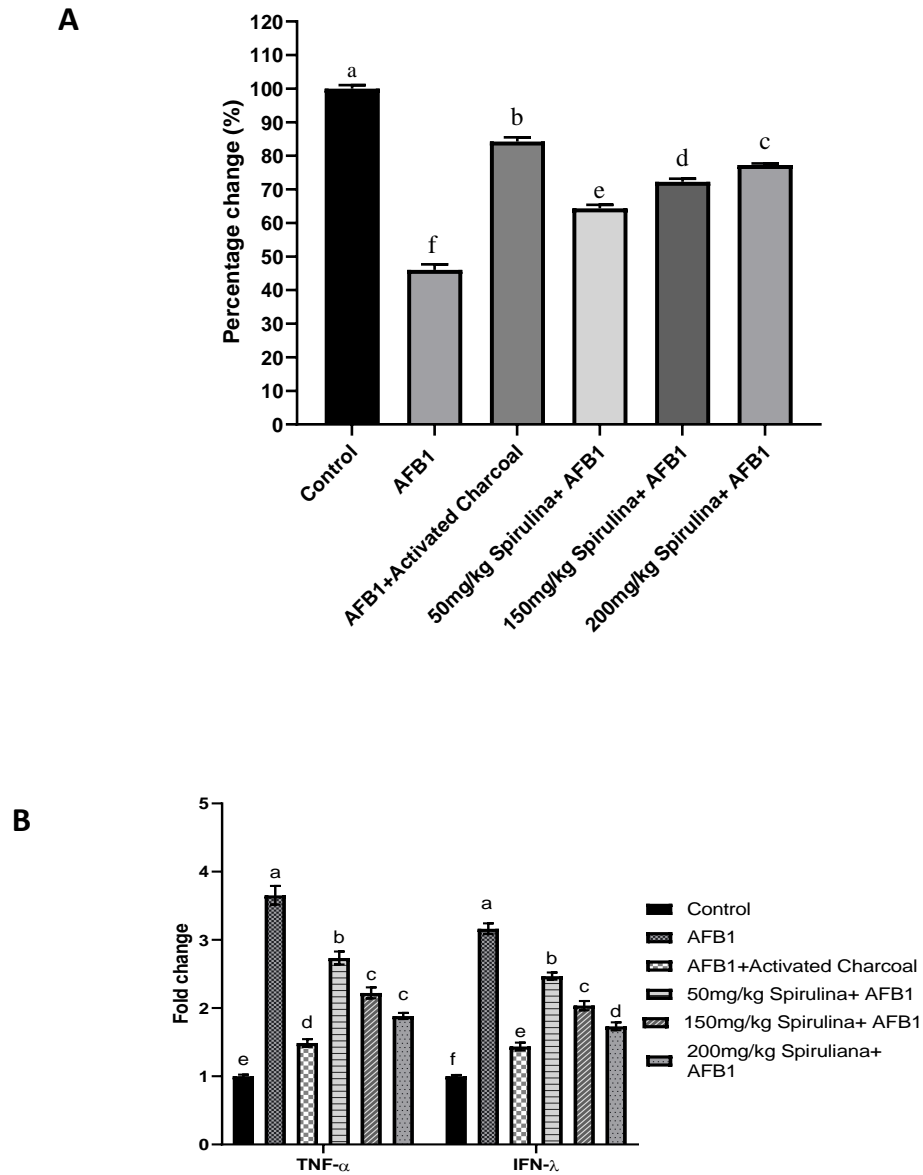 A
120
110
100
90
80
70
60
50
40
30
20
10
0
Percentage change (%)
a
f
b
e
d
c
Control
AFB1
AFB1+Activated Charcoal
50mg/kg Spirulina+ AFB1
150mg/kg Spirulina+ AFB1
200mg/kg Spirulina+ AFB1
B
5
4
3
2
1
0
Fold change
e
a
d
b
c
c
f
a
e
b
c
d
TNF-α
IFN-λ
Control
AFB1
AFB1+Activated Charcoal
50mg/kg Spirulina+ AFB1
150mg/kg Spirulina+ AFB1
200mg/kg Spiruliana+
AFB1